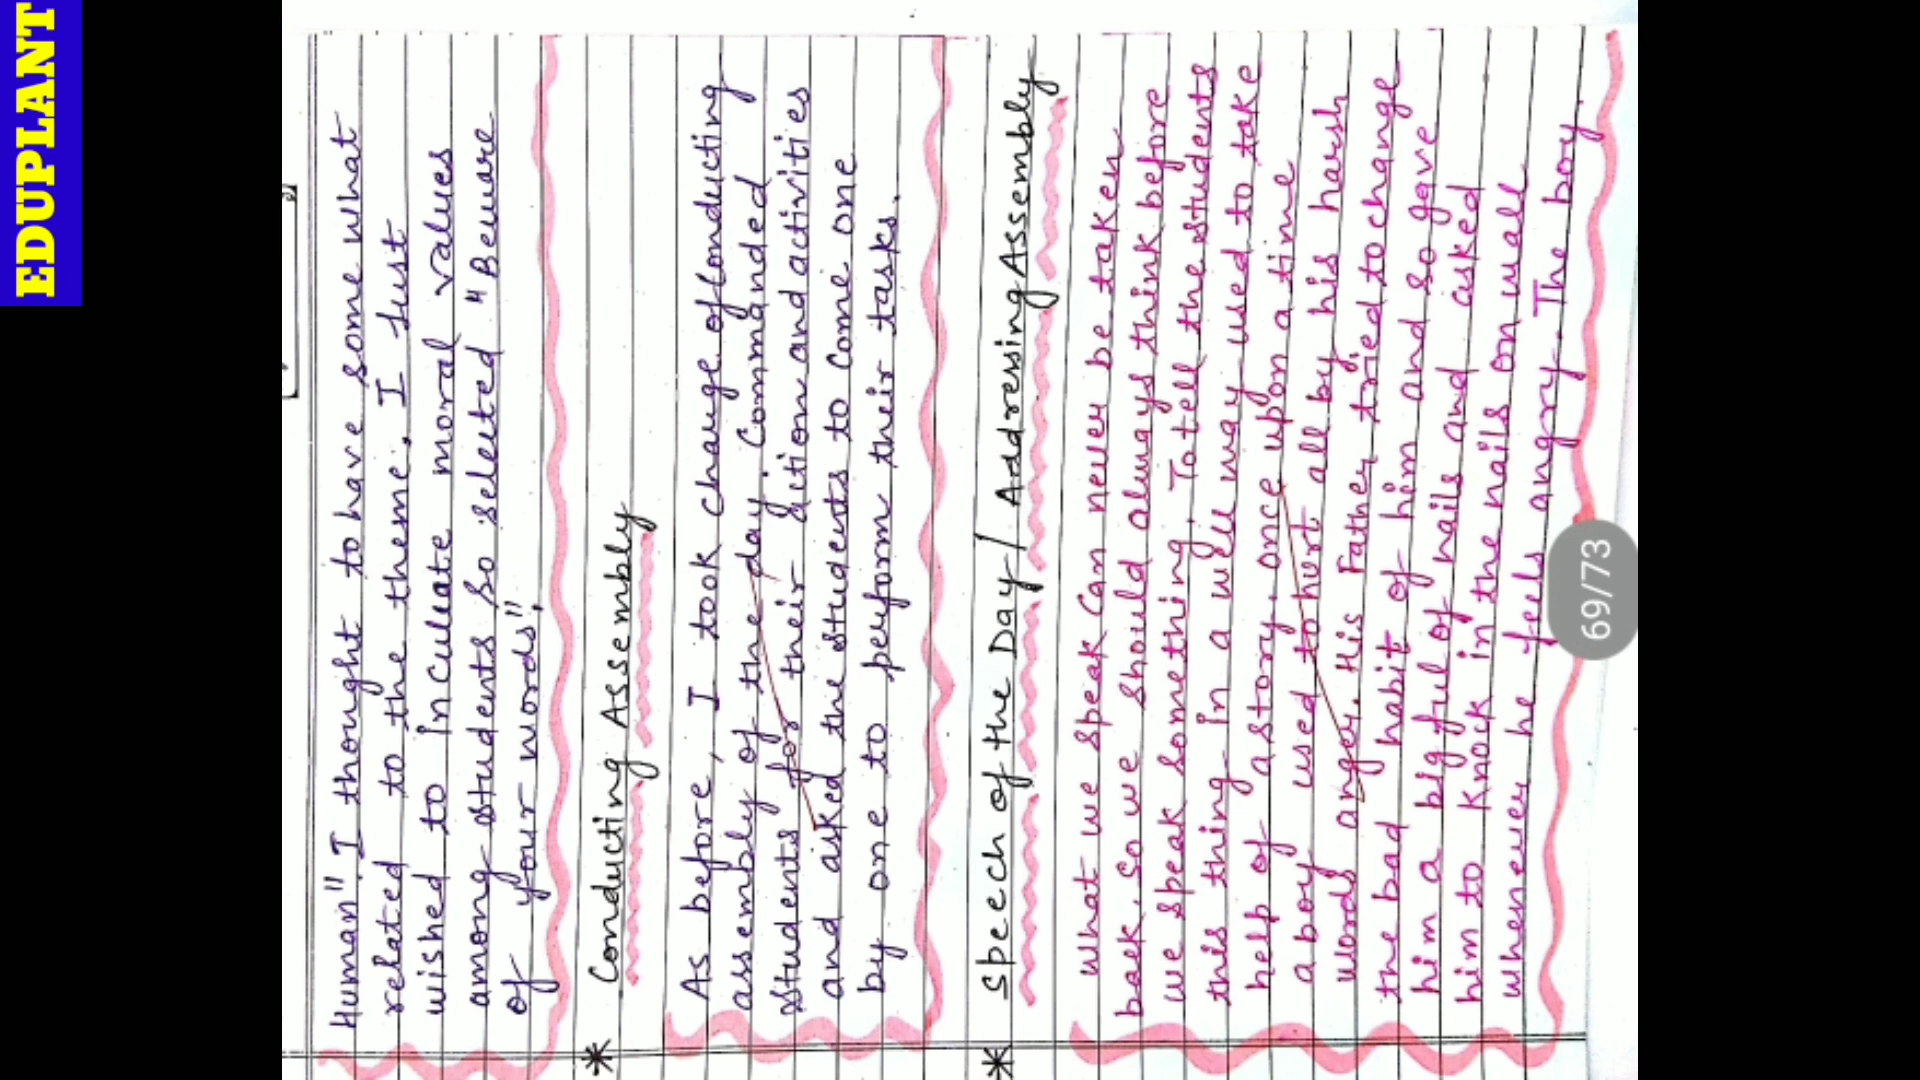 EDUPLANT
Human". I thought to have some what
related to the theme. I just
wished to inculcate moral values
among students so selected "Beware
of your words".
* Conducting Assembly
As before, I took charge of Conducting
assembly of the day Commanded
students for their action and activities
and asked the students to Come one
by one to perform their tasks.
* Speech of the Day / Addressing Assembly
What we speak Can never be taken
back, so we should always think before
we speak something. To tell the students
this thing in a well way used to take
help of a story. once upon a time
a boy used to hurt all by his harsh
words anger. His Father tried to change
the bad habit of him and so gave
him a big ful of nails and asked
him to knock in the nails on wall
whenever he feels angry. The boy
69/73